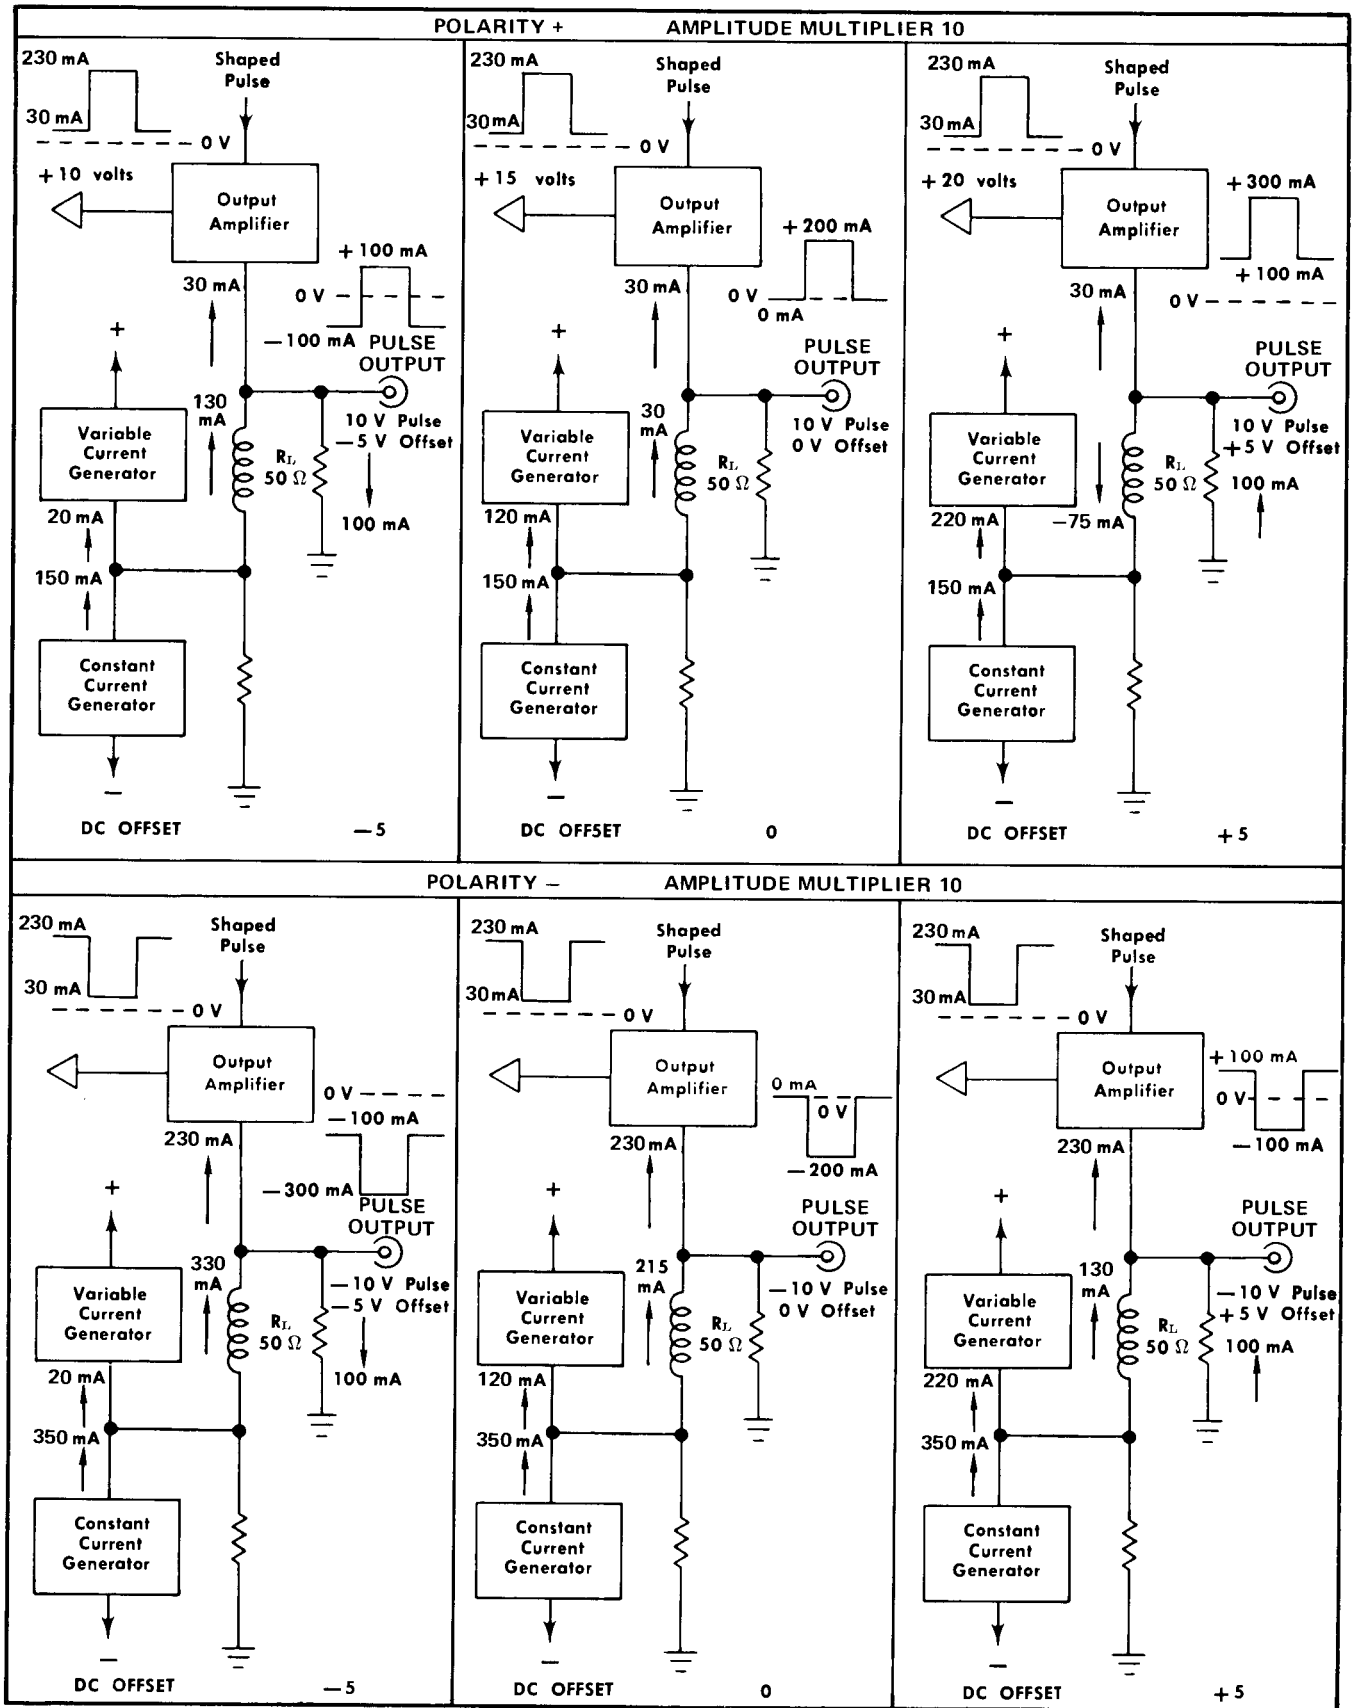 POLARITY + AMPLITUDE MULTIPLIER 10
230 mA
Shaped
Pulse
30 mA
0 V
+ 10 volts
Output
Amplifier
+ 100 mA
30 mA
0 V
− 100 mA
+
PULSE
OUTPUT
130
mA
10 V Pulse
− 5 V Offset
Variable
Current
Generator
RL
50 Ω
20 mA
100 mA
150 mA
Constant
Current
Generator
−
DC OFFSET − 5
230 mA
Shaped
Pulse
30 mA
0 V
+ 15 volts
Output
Amplifier
+ 200 mA
30 mA
0 V
0 mA
+
PULSE
OUTPUT
30
mA
10 V Pulse
0 V Offset
Variable
Current
Generator
RL
50 Ω
120 mA
150 mA
Constant
Current
Generator
−
DC OFFSET 0
230 mA
Shaped
Pulse
30 mA
0 V
+ 20 volts
+ 300 mA
Output
Amplifier
+ 100 mA
30 mA
0 V
+
PULSE
OUTPUT
10 V Pulse
+ 5 V Offset
Variable
Current
Generator
RL
50 Ω
100 mA
220 mA
−75 mA
150 mA
Constant
Current
Generator
−
DC OFFSET + 5
POLARITY − AMPLITUDE MULTIPLIER 10
230 mA
Shaped
Pulse
30 mA
0 V
Output
Amplifier
0 V
− 100 mA
230 mA
− 300 mA
+
PULSE
OUTPUT
330
mA
− 10 V Pulse
− 5 V Offset
Variable
Current
Generator
RL
50 Ω
20 mA
100 mA
350 mA
Constant
Current
Generator
−
DC OFFSET − 5
230 mA
Shaped
Pulse
30 mA
0 V
Output
Amplifier
0 mA
0 V
230 mA
− 200 mA
+
PULSE
OUTPUT
215
mA
− 10 V Pulse
0 V Offset
Variable
Current
Generator
RL
50 Ω
120 mA
350 mA
Constant
Current
Generator
−
DC OFFSET 0
230 mA
Shaped
Pulse
30 mA
0 V
Output
Amplifier
+ 100 mA
0 V
230 mA
− 100 mA
+
PULSE
OUTPUT
130
mA
− 10 V Pulse
+ 5 V Offset
Variable
Current
Generator
RL
50 Ω
100 mA
220 mA
350 mA
Constant
Current
Generator
−
DC OFFSET + 5